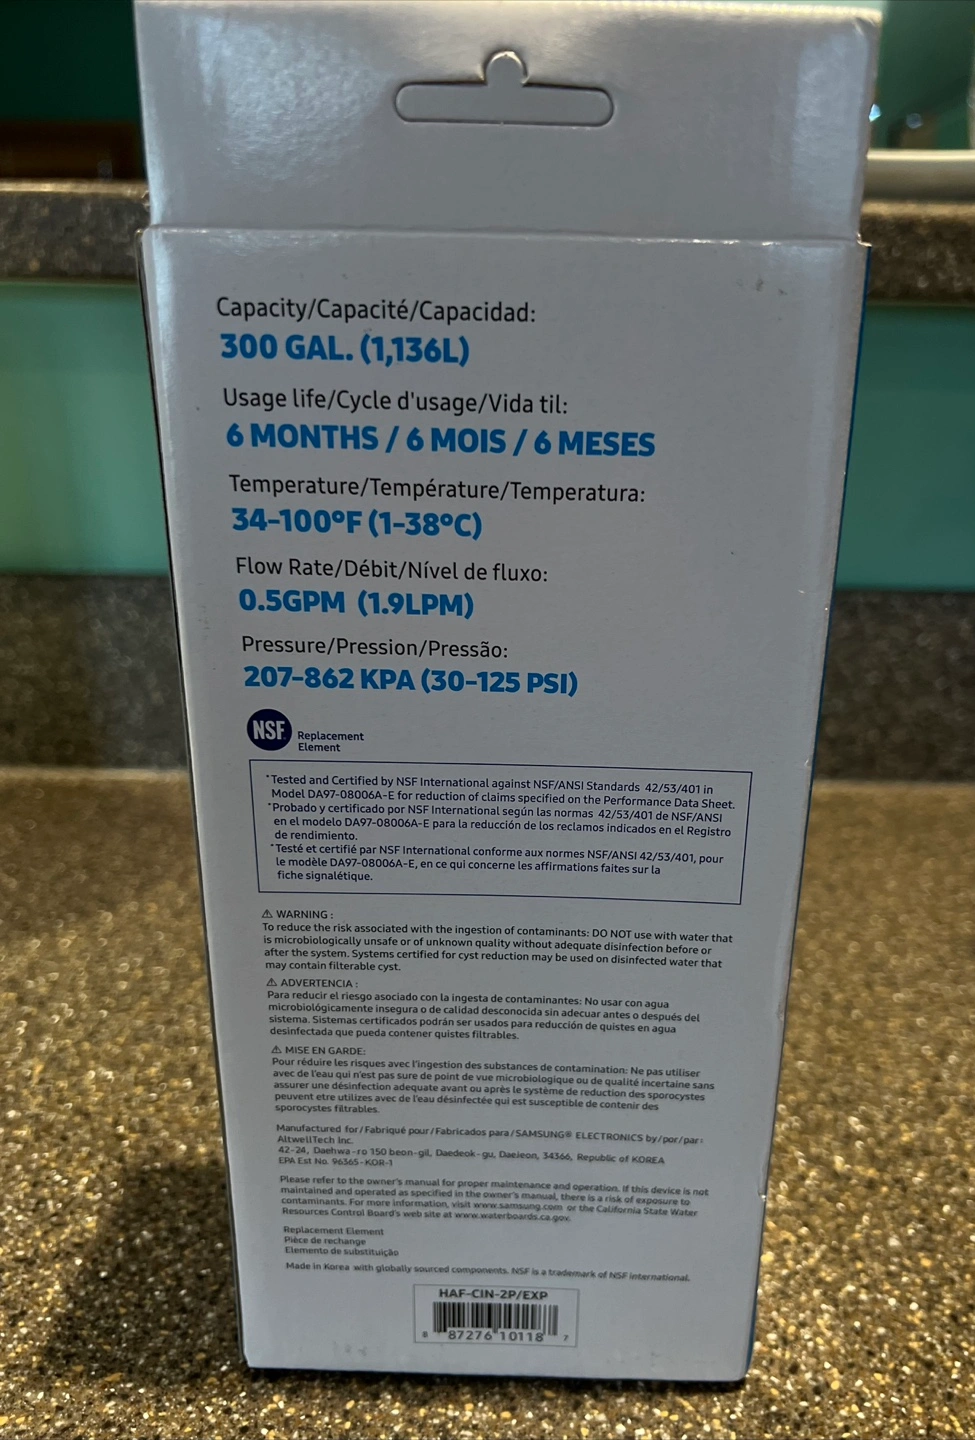 Capacity/Capacité/Capacidad:
300 GAL. (1,136L)
Usage life/Cycle d'usage/Vida til:
6 MONTHS / 6 MOIS / 6 MESES
Temperature/Température/Temperatura:
34-100°F (1-38°C)
Flow Rate/Débit/Nível de fluxo:
0.5GPM (1.9LPM)
Pressure/Pression/Pressão:
207-862 KPA (30-125 PSI)
NSF
Replacement
Element
*Tested and Certified by NSF International against NSF/ANSI Standards 42/53/401 in
Model DA97-08006A-E for reduction of claims specified on the Performance Data Sheet.
*Probado y certificado por NSF International según las normas 42/53/401 de NSF/ANSI
en el modelo DA97-08006A-E para la reducción de los reclamos indicados en el Registro
de rendimiento.
*Testé et certifié par NSF International conforme aux normes NSF/ANSI 42/53/401, pour
le modèle DA97-08006A-E, en ce qui concerne les affirmations faites sur la
fiche signalétique.
⚠ WARNING :
To reduce the risk associated with the ingestion of contaminants: DO NOT use with water that
is microbiologically unsafe or of unknown quality without adequate disinfection before or
after the system. Systems certified for cyst reduction may be used on disinfected water that
may contain filterable cyst.
⚠ ADVERTENCIA :
Para reducir el riesgo asociado con la ingesta de contaminantes: No usar con agua
microbiológicamente insegura o de calidad desconocida sin adecuar antes o después del
sistema. Sistemas certificados podrán ser usados para reducción de quistes en agua
desinfectada que pueda contener quistes filtrables.
⚠ MISE EN GARDE:
Pour réduire les risques avec l'ingestion des substances de contamination: Ne pas utiliser
avec de l'eau qui n'est pas sure de point de vue microbiologique ou de qualité incertaine sans
assurer une désinfection adequate avant ou après le système de reduction des sporocystes
peuvent etre utilizes avec de l'eau désinfectée qui est susceptible de contenir des
sporocystes filtrables.
Manufactured for/Fabriqué pour/Fabricados para/SAMSUNG® ELECTRONICS by/por/par:
AltwellTech Inc.
42-24, Daehwa-ro 150 beon-gil, Daedeok-gu, Daejeon, 34366, Republic of KOREA
EPA Est No. 96365-KOR-1
Please refer to the owner's manual for proper maintenance and operation. If this device is not
maintained and operated as specified in the owner's manual, there is a risk of exposure to
contaminants. For more information, visit www.samsung.com or the California State Water
Resources Control Board's web site at www.waterboards.ca.gov.
Replacement Element
Pièce de rechange
Elemento de substituição
Made in Korea with globally sourced components. NSF is a trademark of NSF International.
HAF-CIN-2P/EXP
8 87276 10118 7